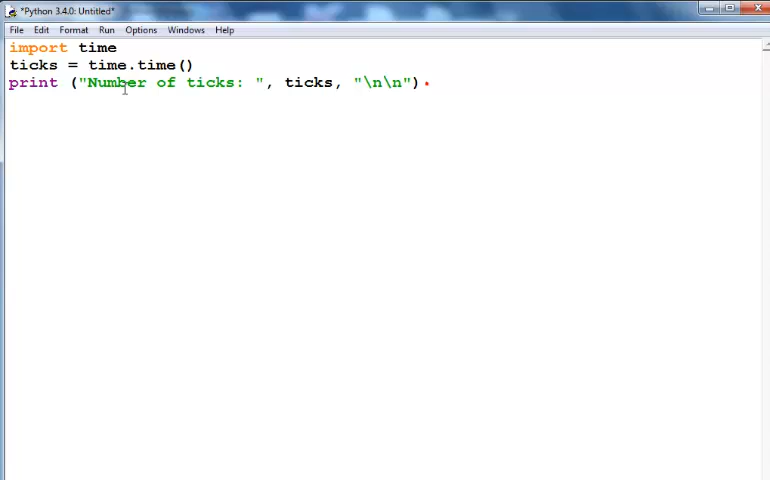 *Python 3.4.0: Untitled*
File Edit Format Run Options Windows Help
import time
ticks = time.time()
print ("Number of ticks: ", ticks, "\n\n")